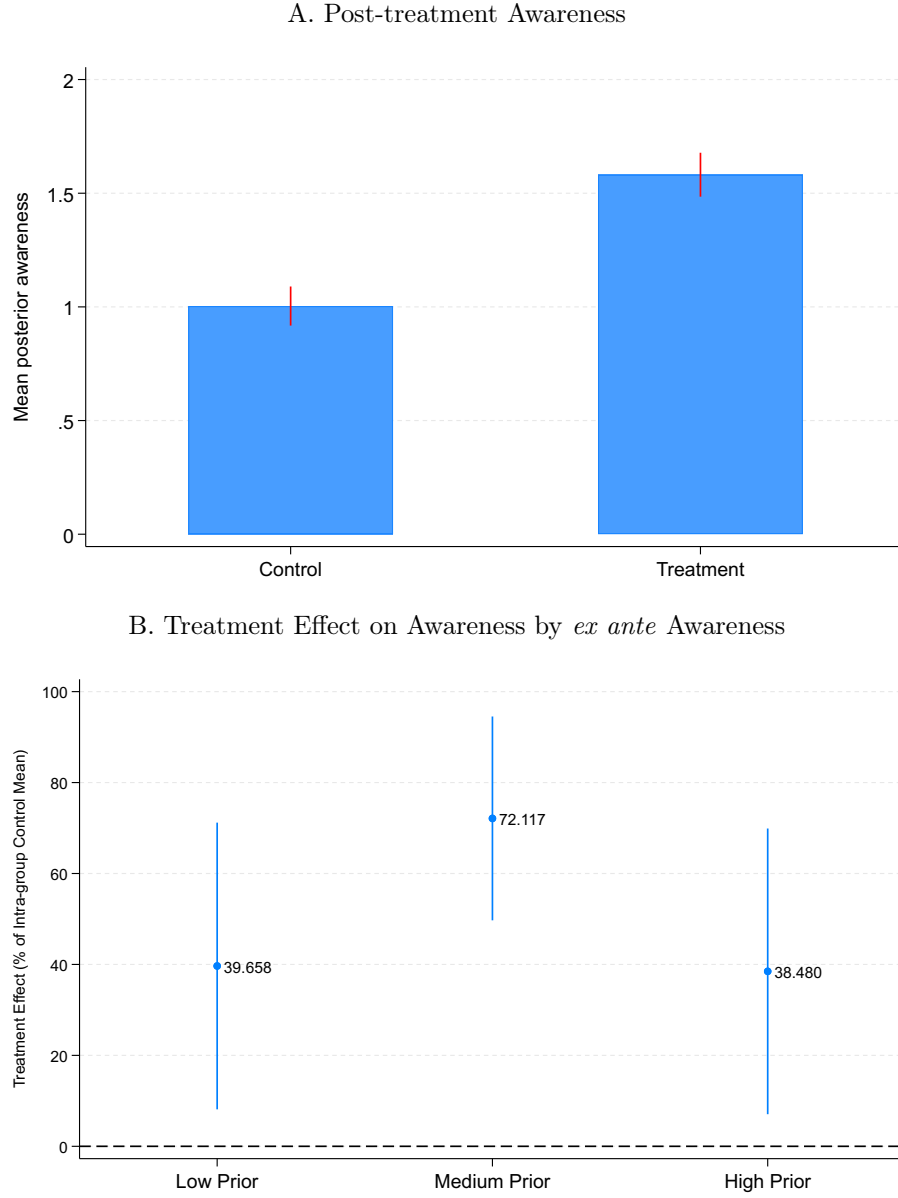 A. Post-treatment Awareness
2
1.5
1
.5
0
Mean posterior awareness
Control
Treatment
B. Treatment Effect on Awareness by ex ante Awareness
100
80
60
40
20
0
Treatment Effect (% of Intra-group Control Mean)
39.658
72.117
38.480
Low Prior
Medium Prior
High Prior